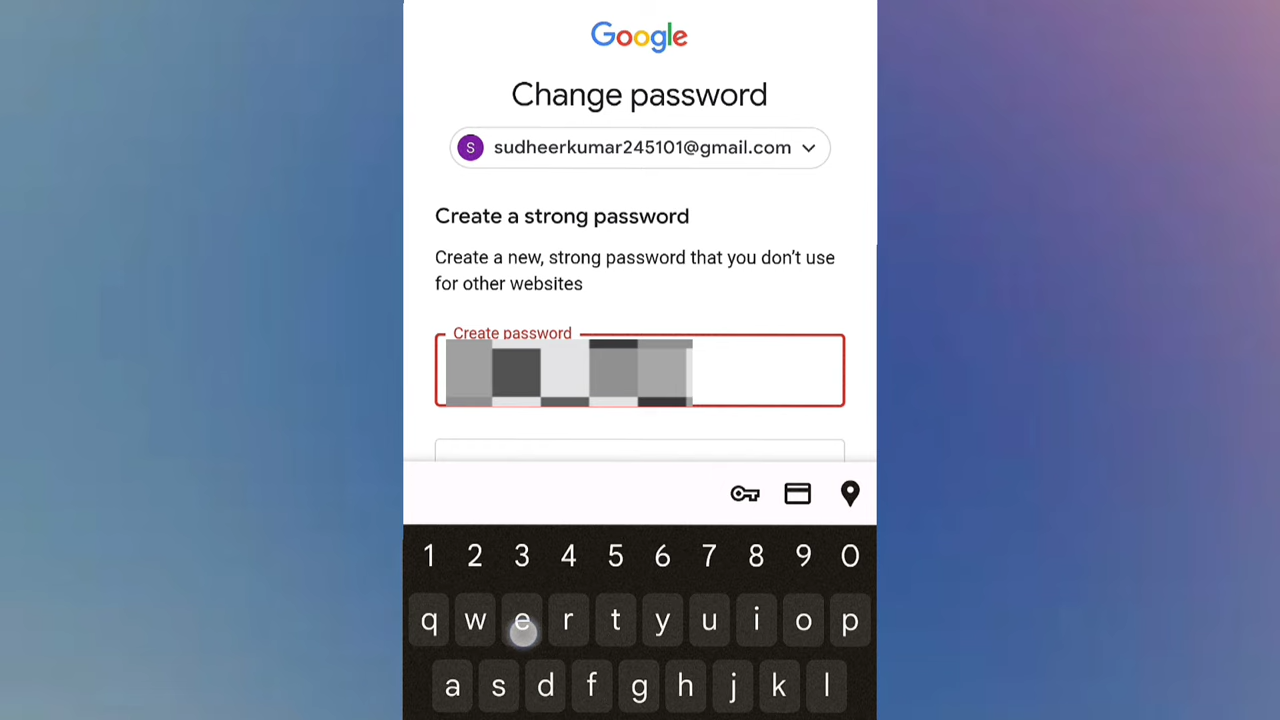 Google
Change password
S sudheerkumar245101@gmail.com
Create a strong password
Create a new, strong password that you don't use
for other websites
Create password
1 2 3 4 5 6 7 8 9 0
q w e r t y u i o p
a s d f g h j k l